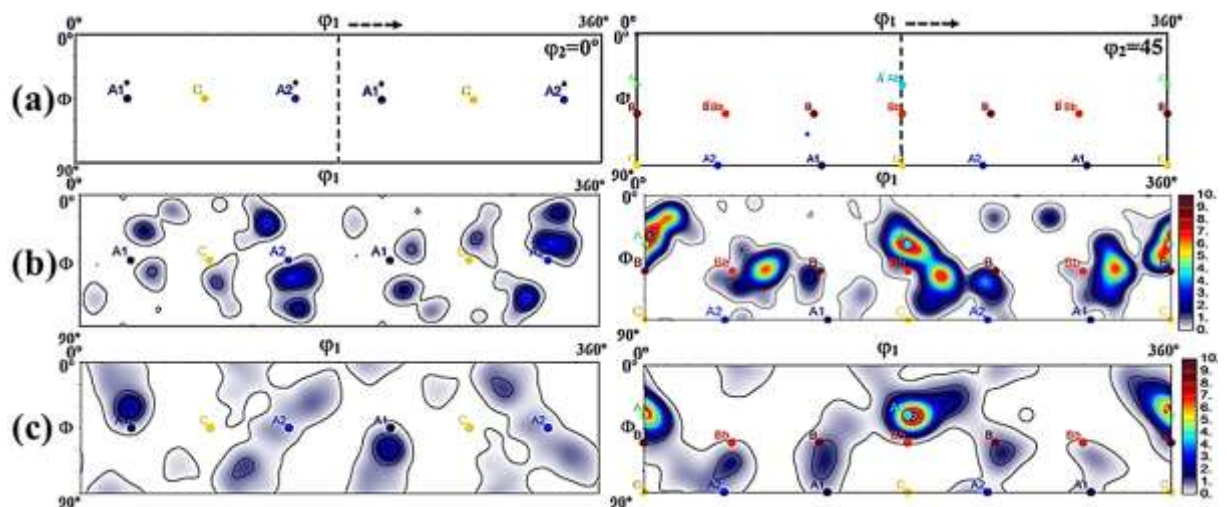 0° φ₁ 360°
φ₂=0°
(a) Φ A1 C A2 A1 C A2
90° φ₁
0° φ₁ 360°
φ₂=45
A Ā Āb
Φ B B̄Bb B Bb B B̄Bb B
C A2 A1 C A2 A1 C
90° φ₁
0° 360°
(b) Φ A1 C A2 A1 C A2
90° φ₁
0° 360°
A
Φ B Bb B Bb B Bb B
C A2 A1 C A2 A1 C
90° φ₁
10.
9.
8.
7.
6.
5.
4.
3.
2.
1.
0° 360°
(c) Φ A1 C A2 A1 C A2
90°
0° 360°
A A
Φ B Bb B Bb B Bb B
C A2 A1 C A2 A1 C
90°
10.
9.
8.
7.
6.
5.
4.
3.
2.
1.